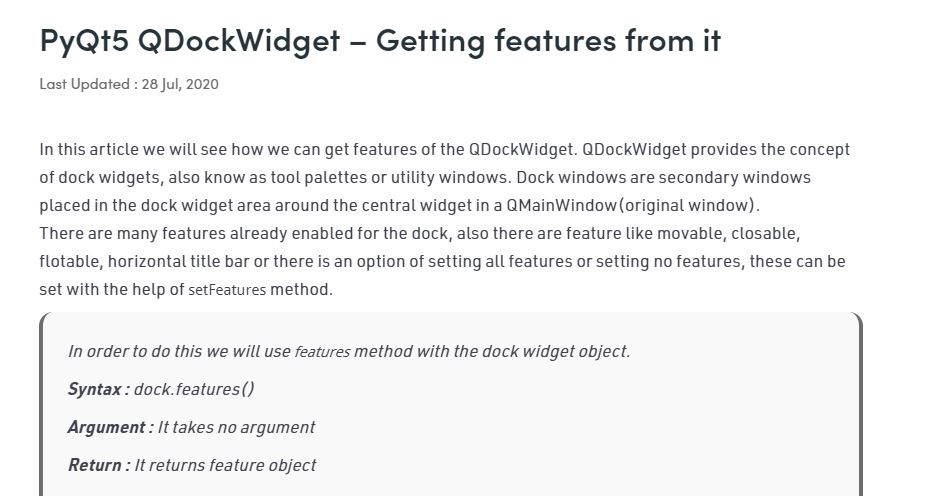 PyQt5 QDockWidget – Getting features from it
Last Updated : 28 Jul, 2020
In this article we will see how we can get features of the QDockWidget. QDockWidget provides the concept
of dock widgets, also know as tool palettes or utility windows. Dock windows are secondary windows
placed in the dock widget area around the central widget in a QMainWindow(original window).
There are many features already enabled for the dock, also there are feature like movable, closable,
flotable, horizontal title bar or there is an option of setting all features or setting no features, these can be
set with the help of setFeatures method.
In order to do this we will use features method with the dock widget object.
Syntax : dock.features()
Argument : It takes no argument
Return : It returns feature object